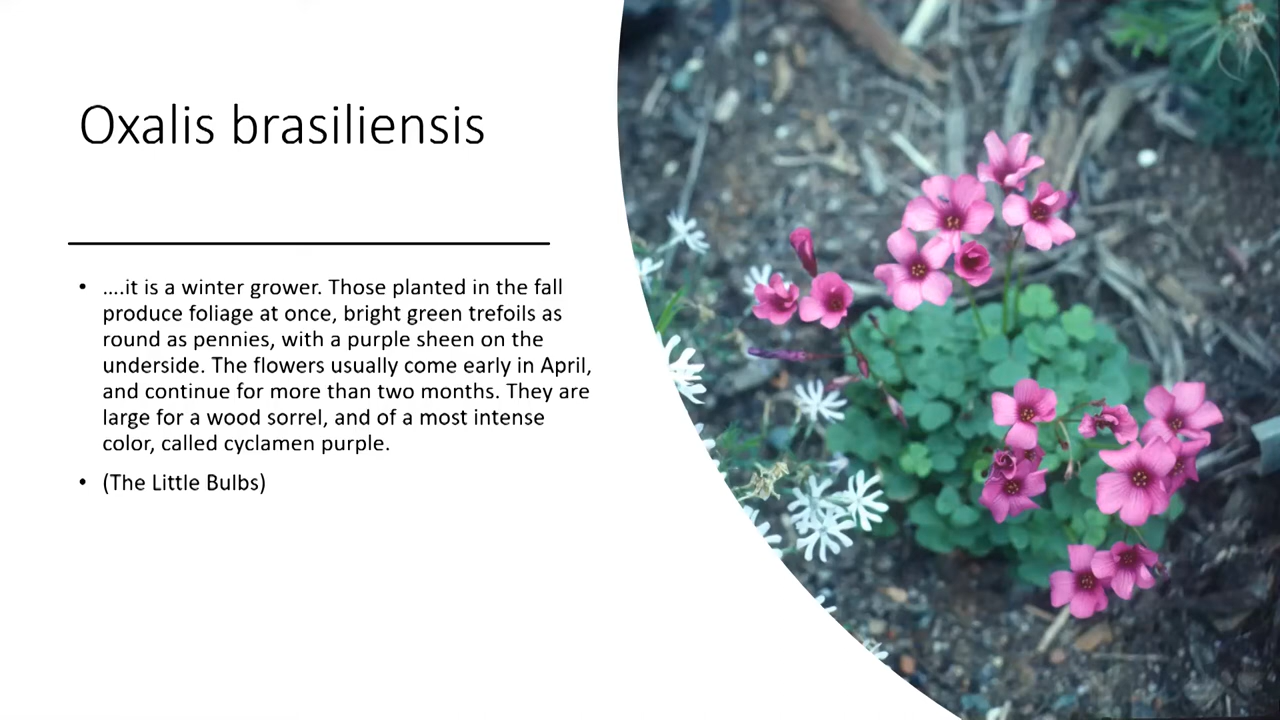 Oxalis brasiliensis
• ....it is a winter grower. Those planted in the fall
produce foliage at once, bright green trefoils as
round as pennies, with a purple sheen on the
underside. The flowers usually come early in April,
and continue for more than two months. They are
large for a wood sorrel, and of a most intense
color, called cyclamen purple.
• (The Little Bulbs)